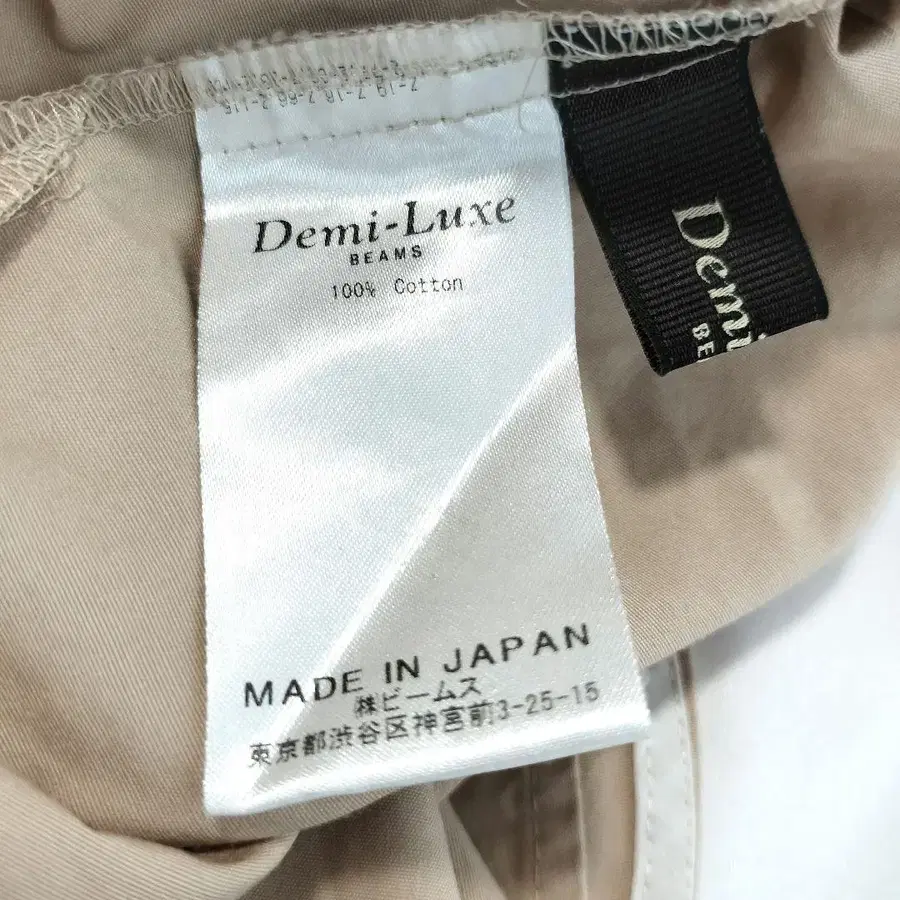 Demi-Luxe
BEAMS
100% Cotton
MADE IN JAPAN
㈱ビームス
東京都渋谷区神宮前3-25-15
Demi
BE